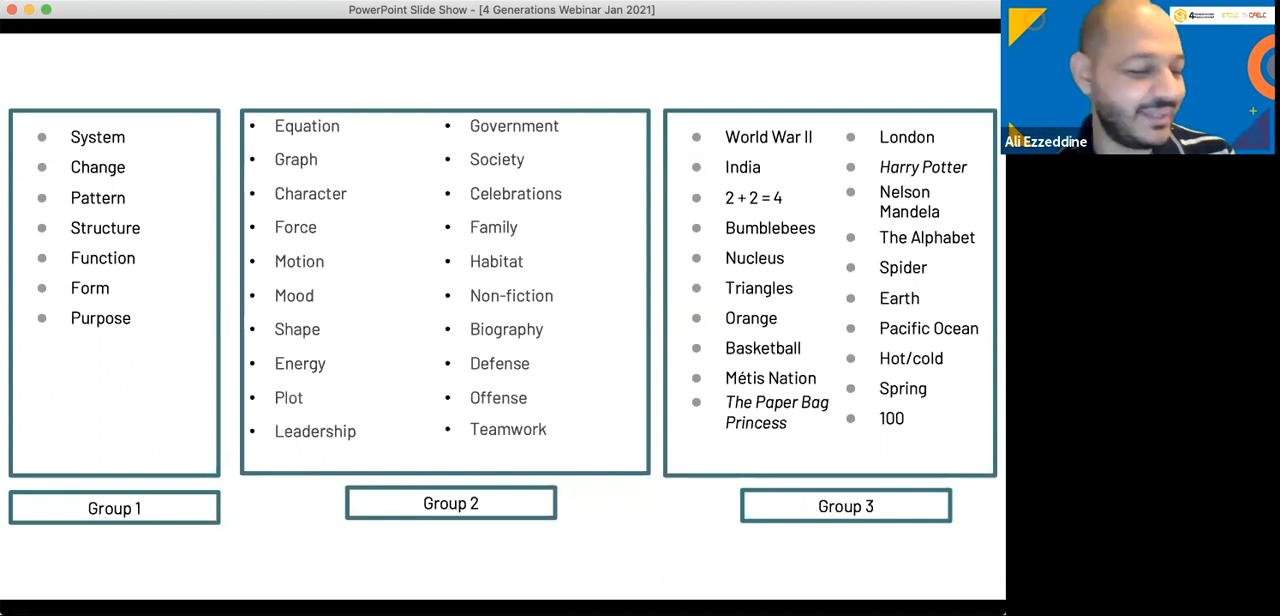 PowerPoint Slide Show - [4 Generations Webinar Jan 2021]
System
Change
Pattern
Structure
Function
Form
Purpose
Group 1
Equation
Graph
Character
Force
Motion
Mood
Shape
Energy
Plot
Leadership
Government
Society
Celebrations
Family
Habitat
Non-fiction
Biography
Defense
Offense
Teamwork
Group 2
World War II
India
2 + 2 = 4
Bumblebees
Nucleus
Triangles
Orange
Basketball
Métis Nation
The Paper Bag
Princess
London
Harry Potter
Nelson
Mandela
The Alphabet
Spider
Earth
Pacific Ocean
Hot/cold
Spring
100
Group 3
Ali Ezzeddine